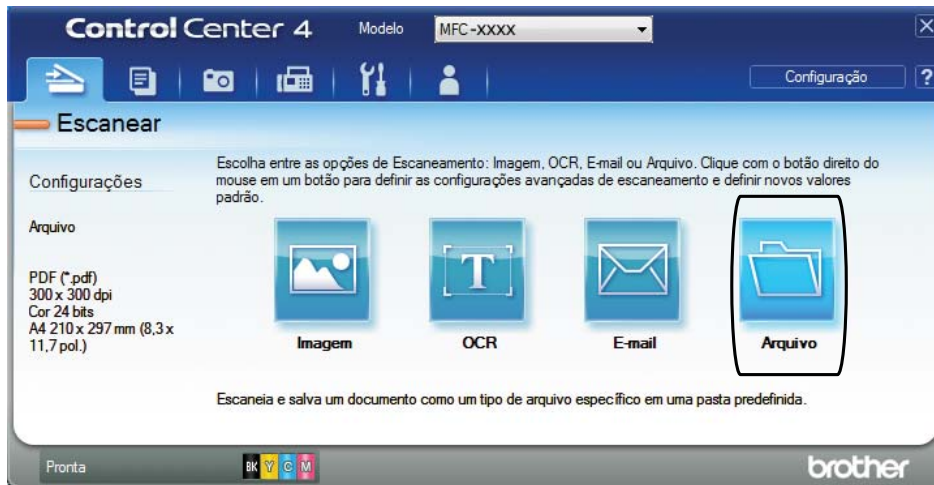 Control Center 4
Modelo
MFC-XXXX
Configuração
?
Escanear
Configurações
Arquivo
PDF (*.pdf)
300 x 300 dpi
Cor 24 bits
A4 210 x 297 mm (8,3 x
11,7 pol.)
Escolha entre as opções de Escaneamento: Imagem, OCR, E-mail ou Arquivo. Clique com o botão direito do
mouse em um botão para definir as configurações avançadas de escaneamento e definir novos valores
padrão.
T
Imagem
OCR
E-mail
Arquivo
Escaneia e salva um documento como um tipo de arquivo específico em uma pasta predefinida.
Pronta
BK Y C M
brother